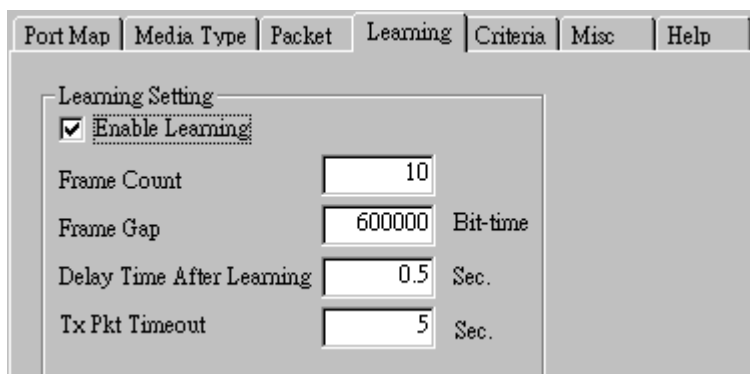 Port Map Media Type Packet Learning Criteria Misc Help
Learning Setting
Enable Learning
Frame Count 10
Frame Gap 600000 Bit-time
Delay Time After Learning 0.5 Sec.
Tx Pkt Timeout 5 Sec.